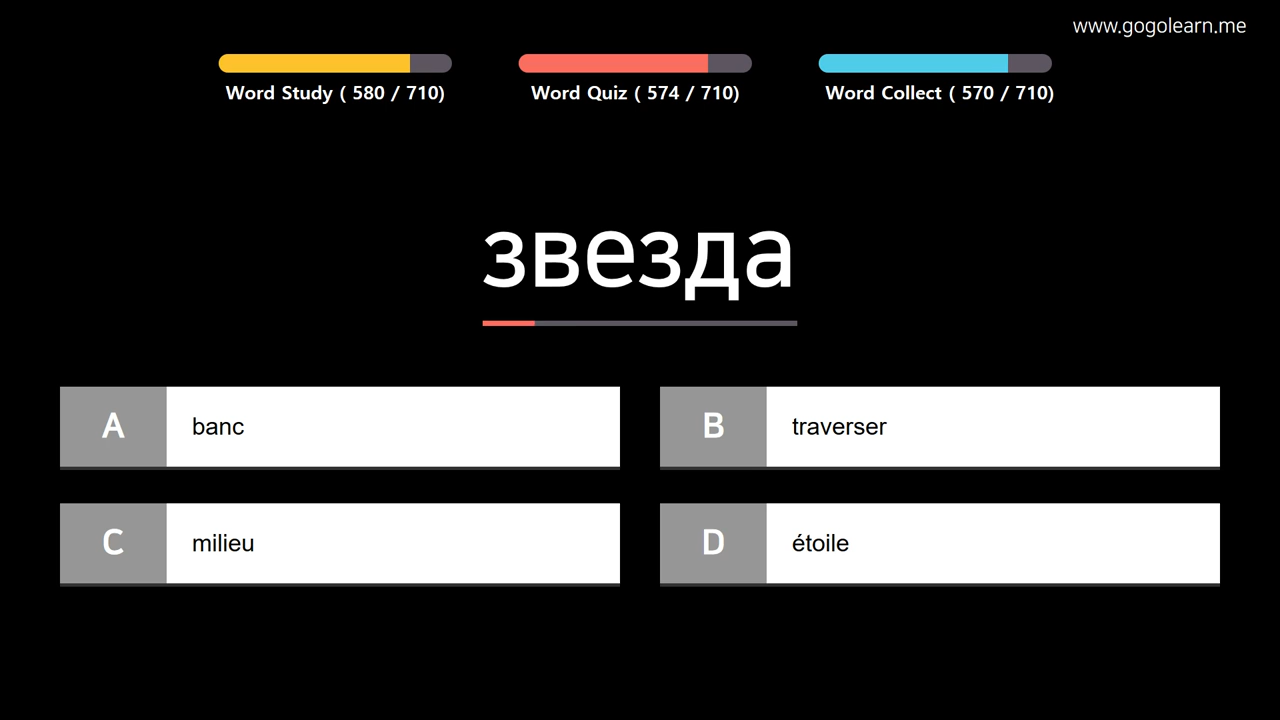 www.gogolearn.me
Word Study ( 580 / 710)
Word Quiz ( 574 / 710)
Word Collect ( 570 / 710)
звезда
A banc
B traverser
C milieu
D étoile